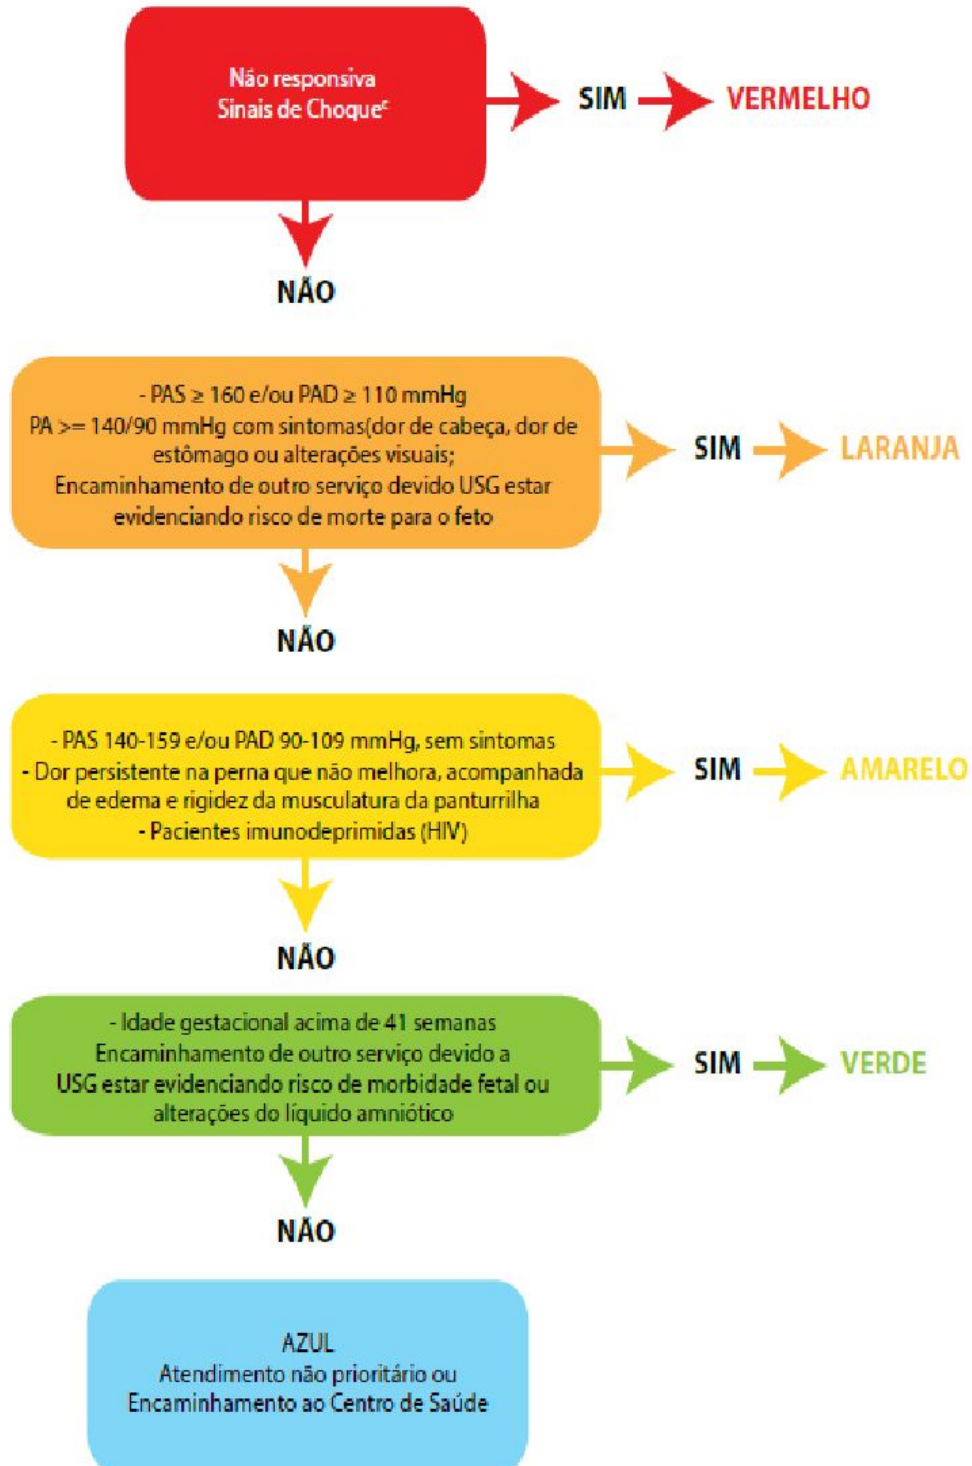 Não responsiva
Sinais de Choqueᶜ
SIM
VERMELHO
NÃO
- PAS ≥ 160 e/ou PAD ≥ 110 mmHg
PA >= 140/90 mmHg com sintomas(dor de cabeça, dor de
estômago ou alterações visuais;
Encaminhamento de outro serviço devido USG estar
evidenciando risco de morte para o feto
SIM
LARANJA
NÃO
- PAS 140-159 e/ou PAD 90-109 mmHg, sem sintomas
- Dor persistente na perna que não melhora, acompanhada
de edema e rigidez da musculatura da panturrilha
- Pacientes imunodeprimidas (HIV)
SIM
AMARELO
NÃO
- Idade gestacional acima de 41 semanas
Encaminhamento de outro serviço devido a
USG estar evidenciando risco de morbidade fetal ou
alterações do líquido amniótico
SIM
VERDE
NÃO
AZUL
Atendimento não prioritário ou
Encaminhamento ao Centro de Saúde